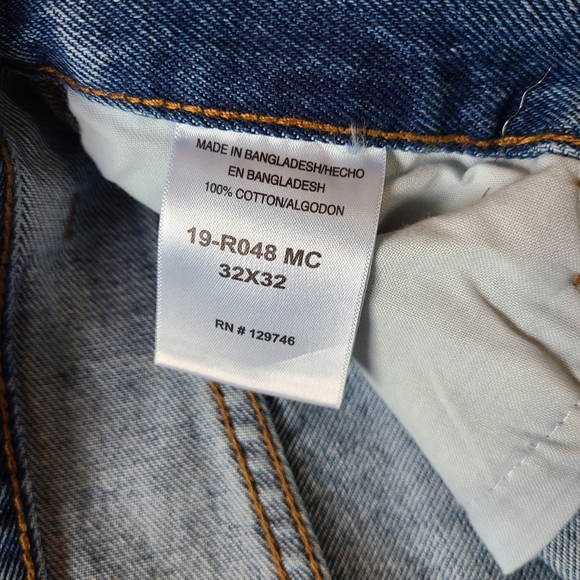 MADE IN BANGLADESH/HECHO
EN BANGLADESH
100% COTTON/ALGODON
19-R048 MC
32X32
RN # 129746